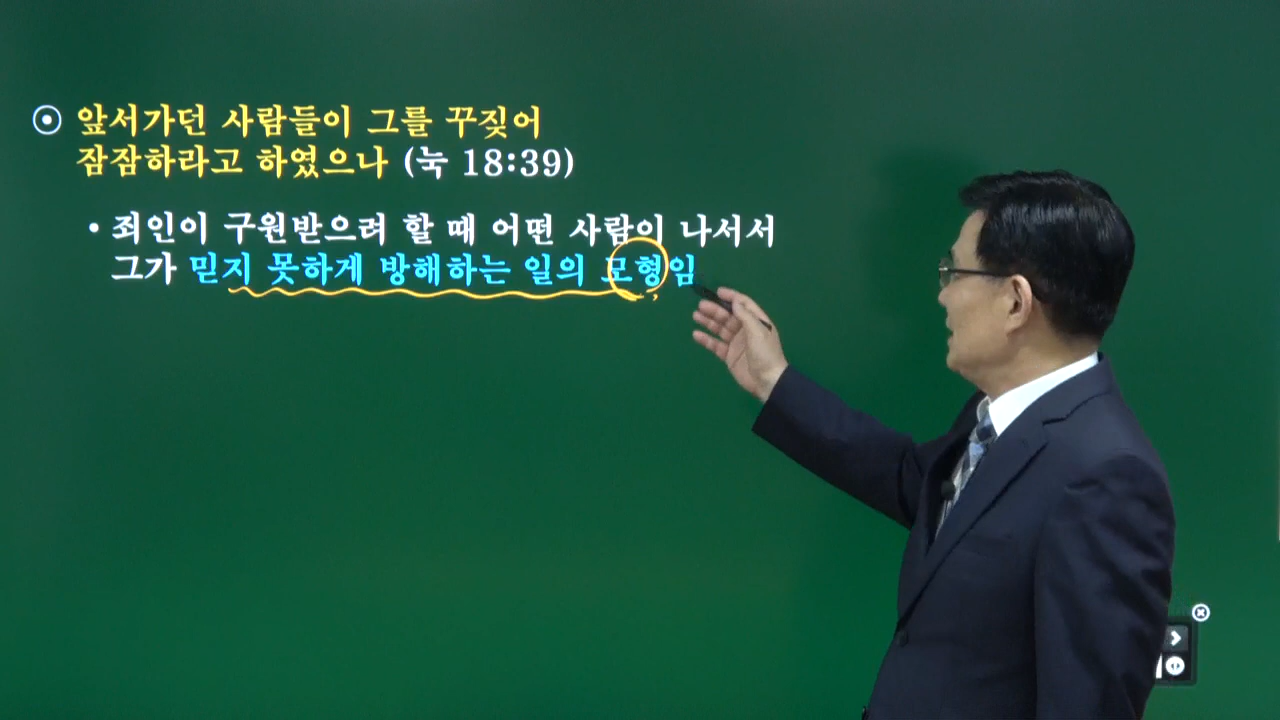 ⊙ 앞서가던 사람들이 그를 꾸짖어
잠잠하라고 하였으나 (눅 18:39)
• 죄인이 구원받으려 할 때 어떤 사람이 나서서
그가 믿지 못하게 방해하는 일의 모형임